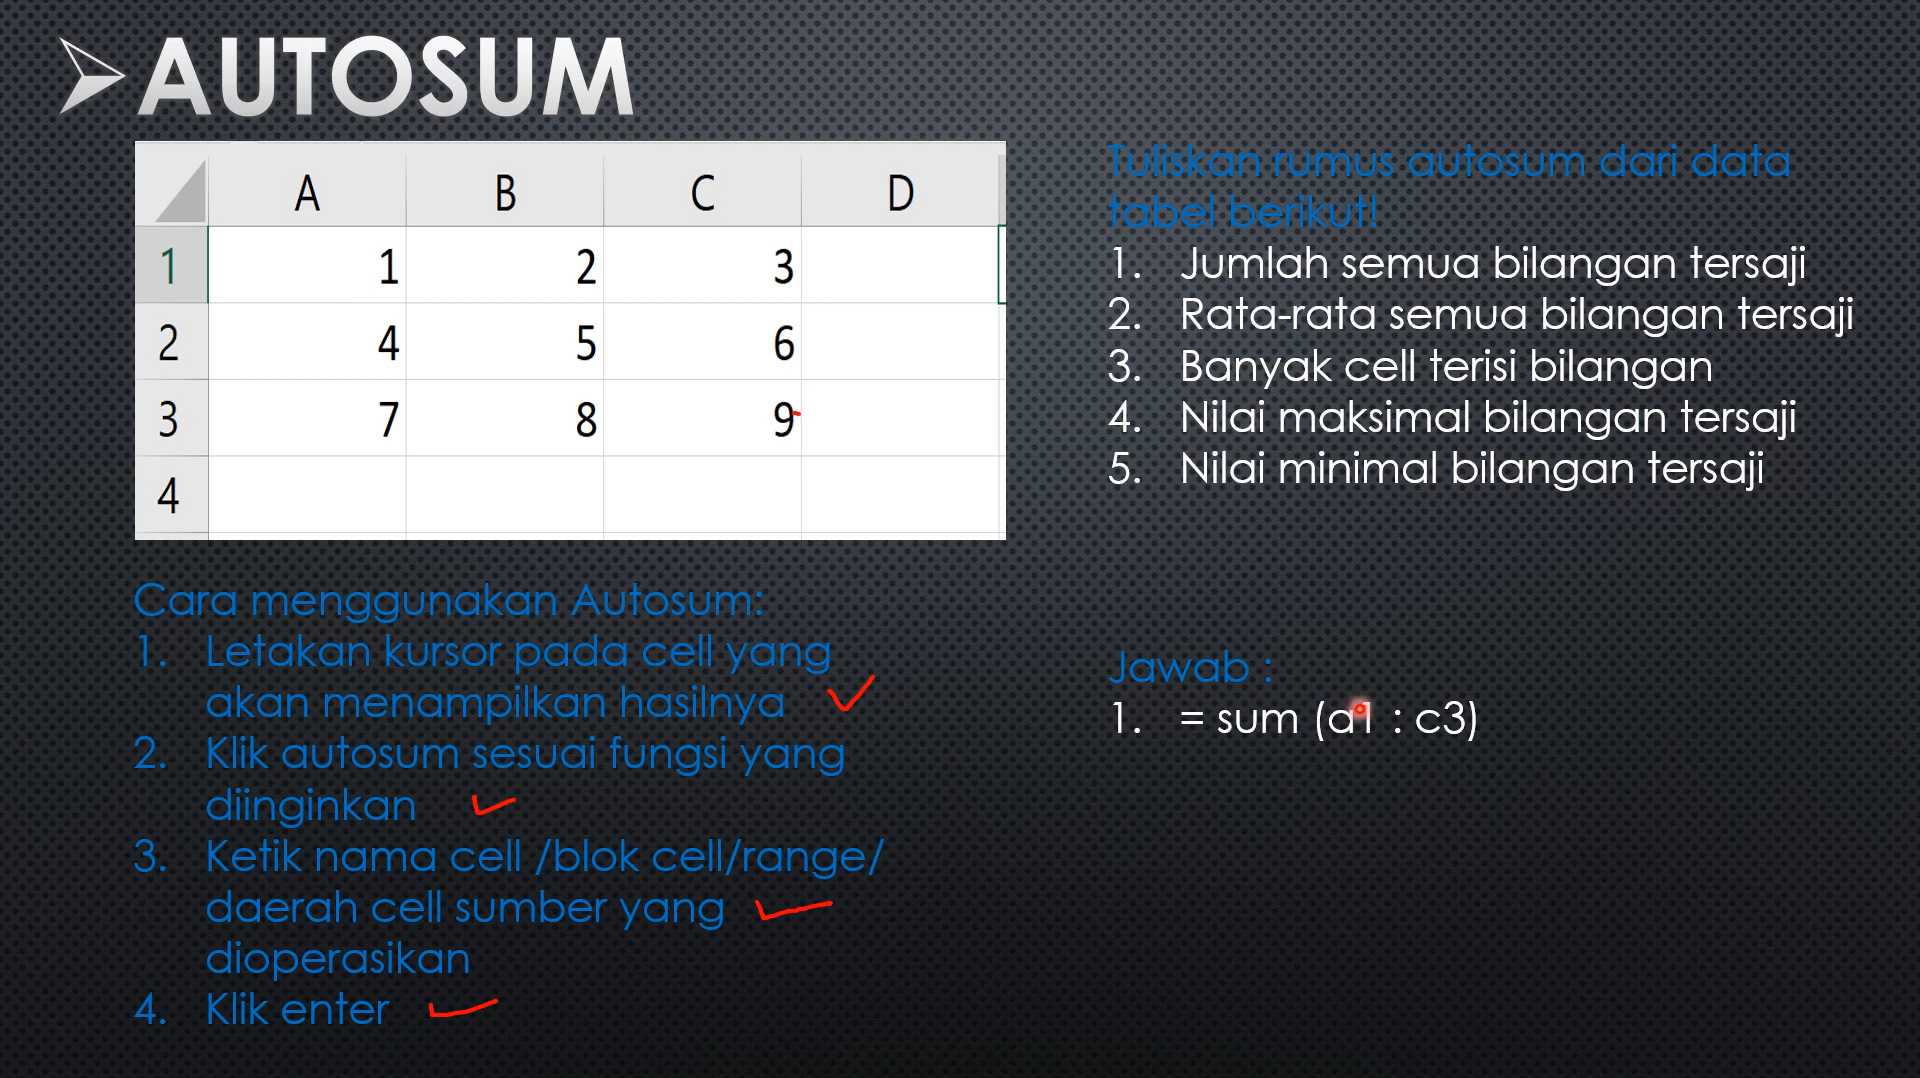 AUTOSUM
A B C D
1 1 2 3
2 4 5 6
3 7 8 9
4
Cara menggunakan Autosum:
1. Letakan kursor pada cell yang
akan menampilkan hasilnya
2. Klik autosum sesuai fungsi yang
diinginkan
3. Ketik nama cell /blok cell/range/
daerah cell sumber yang
dioperasikan
4. Klik enter
Tuliskan rumus autosum dari data
tabel berikut!
1. Jumlah semua bilangan tersaji
2. Rata-rata semua bilangan tersaji
3. Banyak cell terisi bilangan
4. Nilai maksimal bilangan tersaji
5. Nilai minimal bilangan tersaji
Jawab :
1. = sum (a1 : c3)